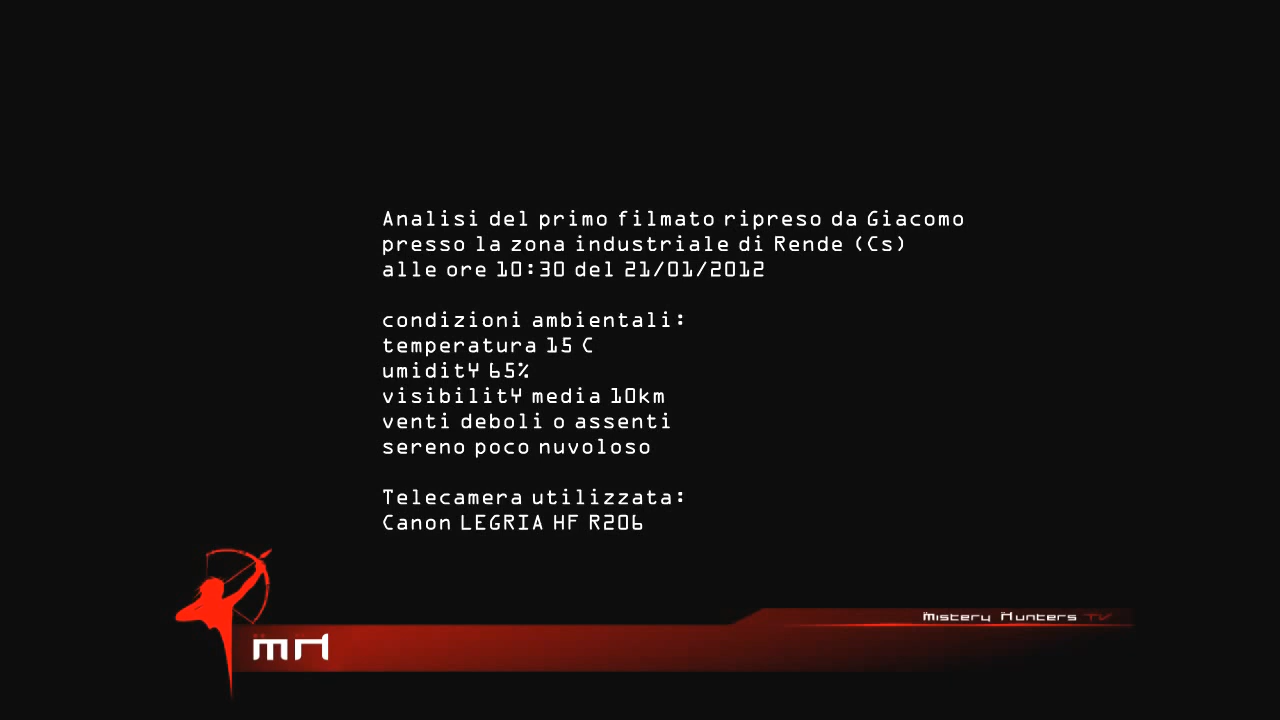 Analisi del primo filmato ripreso da Giacomo
presso la zona industriale di Rende (Cs)
alle ore 10:30 del 21/01/2012
condizioni ambientali:
temperatura 15 C
umiditY 65%
visibilitY media 10km
venti deboli o assenti
sereno poco nuvoloso
Telecamera utilizzata:
Canon LEGRIA HF R206
Mistery Hunters TV
MH